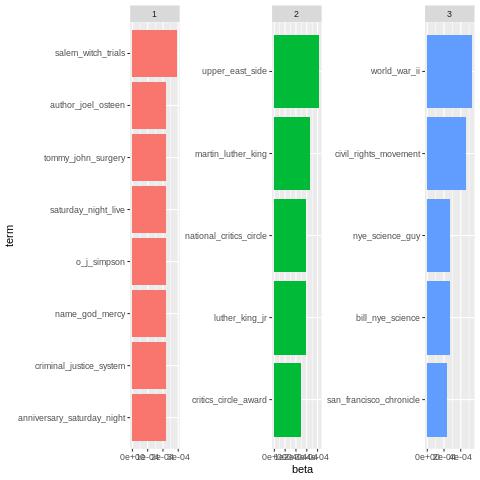 1
2
3
salem_witch_trials
author_joel_osteen
tommy_john_surgery
saturday_night_live
o_j_simpson
name_god_mercy
criminal_justice_system
anniversary_saturday_night
upper_east_side
martin_luther_king
national_critics_circle
luther_king_jr
critics_circle_award
world_war_ii
civil_rights_movement
nye_science_guy
bill_nye_science
san_francisco_chronicle
term
beta